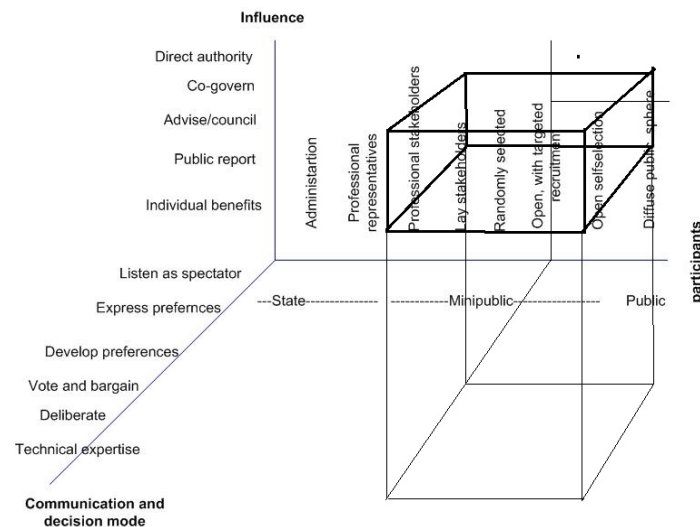 Influence
Direct authority
Co-govern
Advise/council
Public report
Individual benefits
Administartion
Professional
representatives
Professional stakeholders
Lay stakeholders
Randomly selected
Open, with targeted
recruitmen
Open selfselection
Diffuse public sphere
participants
Listen as spectator
---State---------------
-----------------Minipublic-----------------
Public
Express prefernces
Develop preferences
Vote and bargain
Deliberate
Technical expertise
Communication and
decision mode